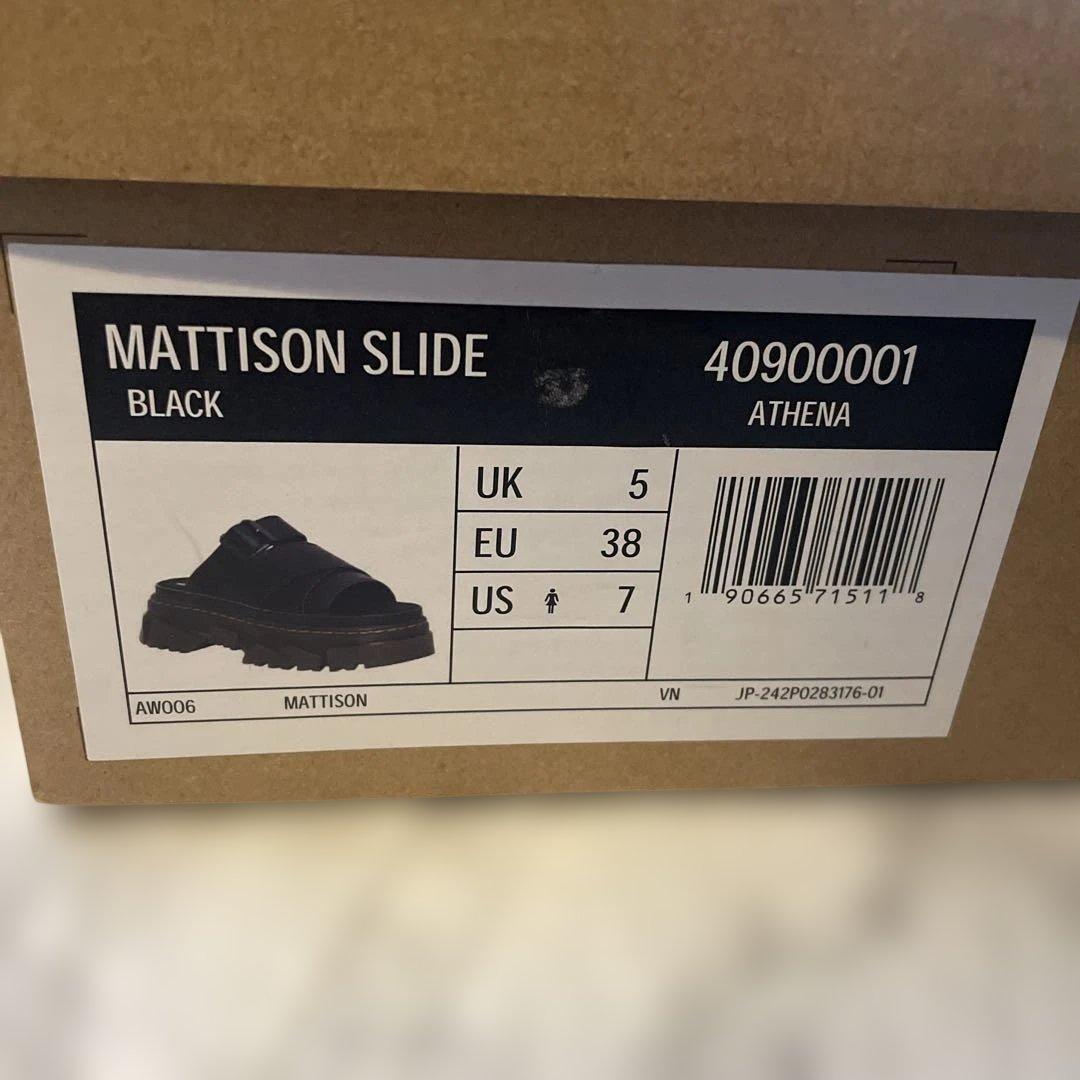 MATTISON SLIDE
BLACK
40900001
ATHENA
UK 5
EU 38
US 7
1 90665 71511 8
AW006 MATTISON VN JP-242P0283176-01